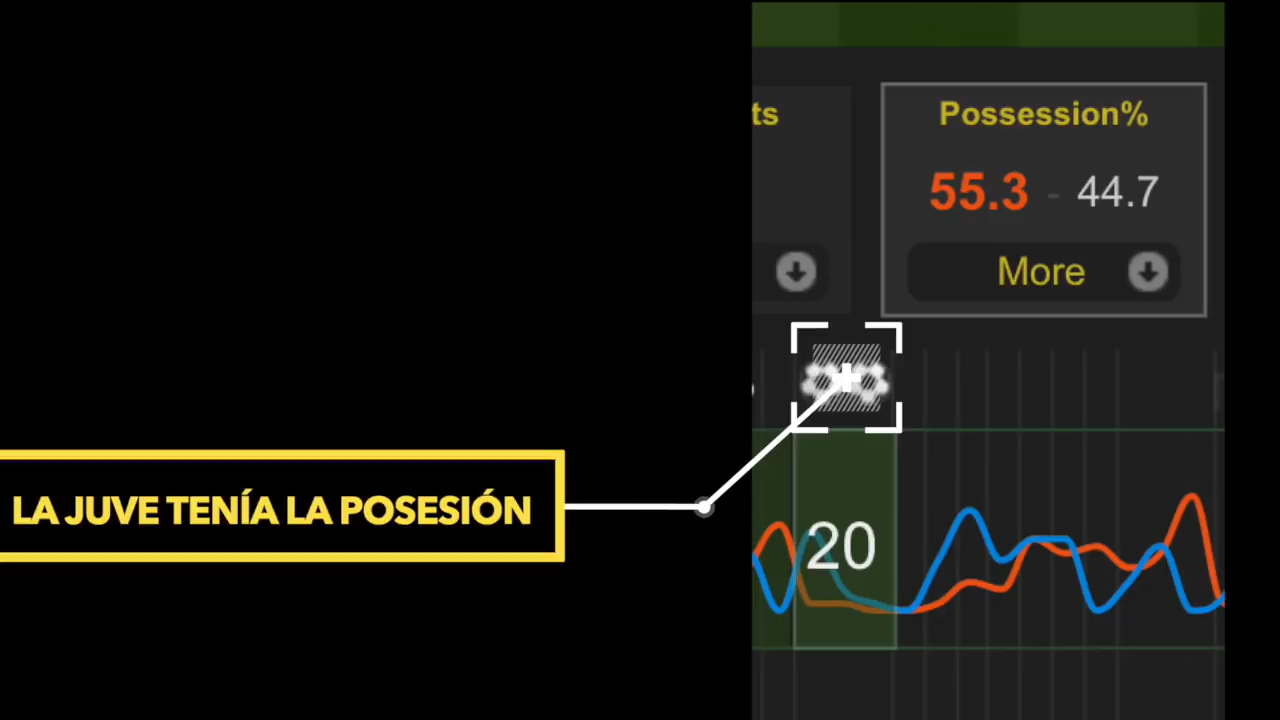 ts
Possession%
55.3 - 44.7
More
LA JUVE TENÍA LA POSESIÓN
20